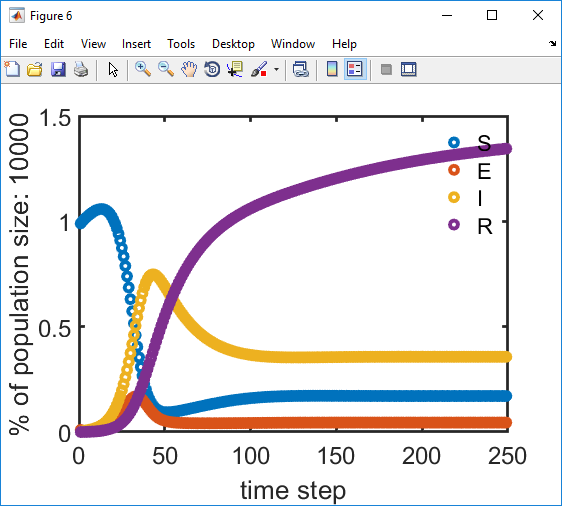 Figure 6
File Edit View Insert Tools Desktop Window Help
% of population size: 10000
1.5
1
0.5
0
S
E
I
R
0 50 100 150 200 250
time step